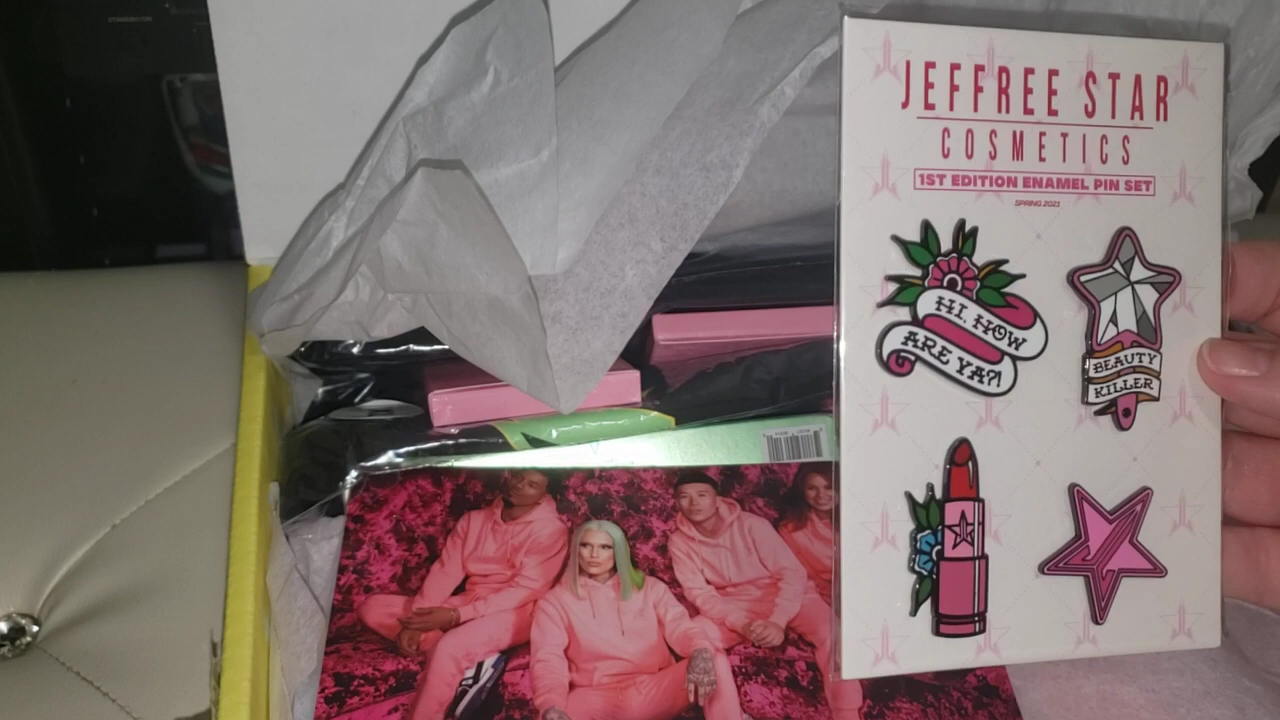 JEFFREE STAR
COSMETICS
1ST EDITION ENAMEL PIN SET
SPRING 2021
HI, HOW
ARE YA?!
BEAUTY
KILLER